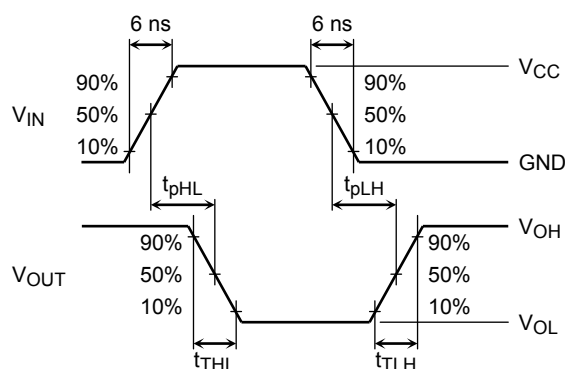 6 ns 6 ns
VCC
90% 90%
VIN 50% 50%
10% 10%
GND
tpHL tpLH
VOH
90% 90%
VOUT 50% 50%
10% 10%
VOL
tTHL tTLH